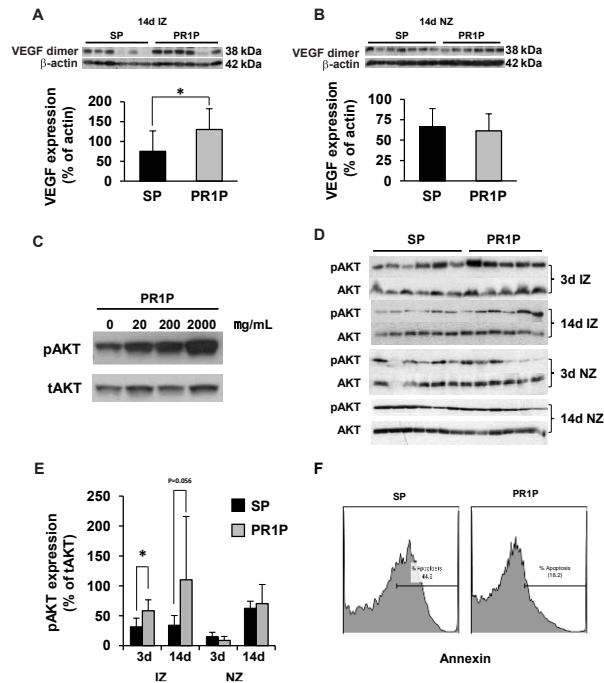 A
14d IZ
SP PR1P
VEGF dimer 38 kDa
β-actin 42 kDa
VEGF expression
(% of actin)
200
150
100
50
0
*
SP PR1P
B
14d NZ
SP PR1P
VEGF dimer 38 kDa
β-actin 42 kDa
VEGF expression
(% of actin)
100
75
50
25
0
SP PR1P
C
PR1P
0 20 200 2000 mg/mL
pAKT
tAKT
D
SP PR1P
pAKT
AKT
3d IZ
pAKT
AKT
14d IZ
pAKT
AKT
3d NZ
pAKT
AKT
14d NZ
E
P=0.056
pAKT expression
(% of tAKT)
250
200
150
100
50
0
*
SP
PR1P
3d 14d 3d 14d
IZ NZ
F
SP PR1P
% Apoptosis
44.6
% Apoptosis
(18.2)
Annexin